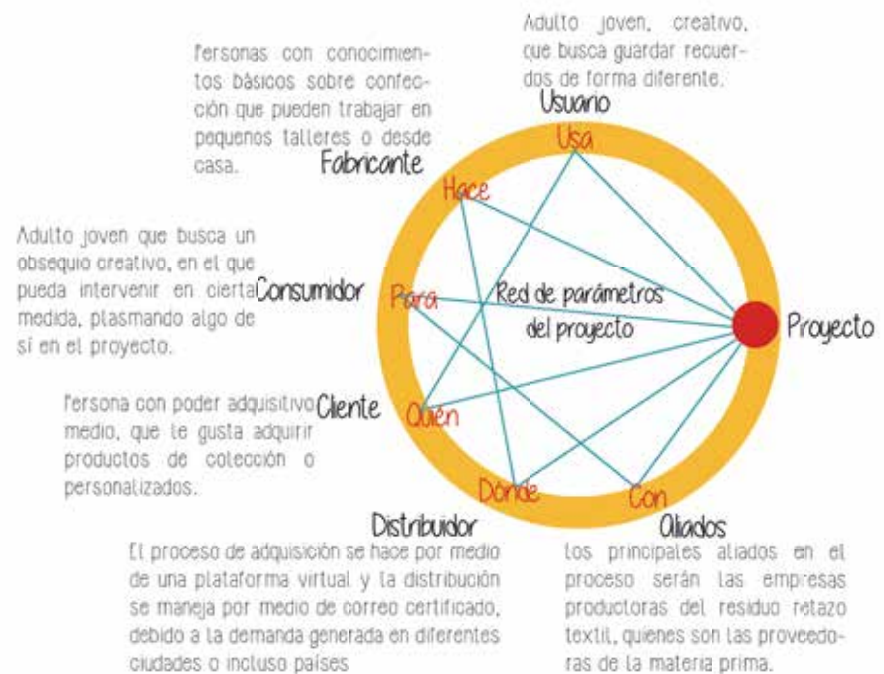 Adulto joven, creativo,
que busca guardar recuer-
dos de forma diferente.
Usuario
Usa
Personas con conocimien-
tos básicos sobre confec-
ción que pueden trabajar en
pequenos talleres o desde
casa.
Fabricante
Hace
Adulto joven que busca un
obsequio creativo, en el que
pueda intervenir en cierta
medida, plasmando algo de
sí en el proyecto.
Consumidor
Para
Red de parámetros
del proyecto
Proyecto
Persona con poder adquisitivo
medio, que le gusta adquirir
productos de colección o
personalizados.
Cliente
Quién
Dónde
Distribuidor
El proceso de adquisición se hace por medio
de una plataforma virtual y la distribución
se maneja por medio de correo certificado,
debido a la demanda generada en diferentes
ciudades o incluso países
Con
Aliados
Los principales aliados en el
proceso serán las empresas
productoras del residuo retazo
textil, quienes son las proveedo-
ras de la materia prima.